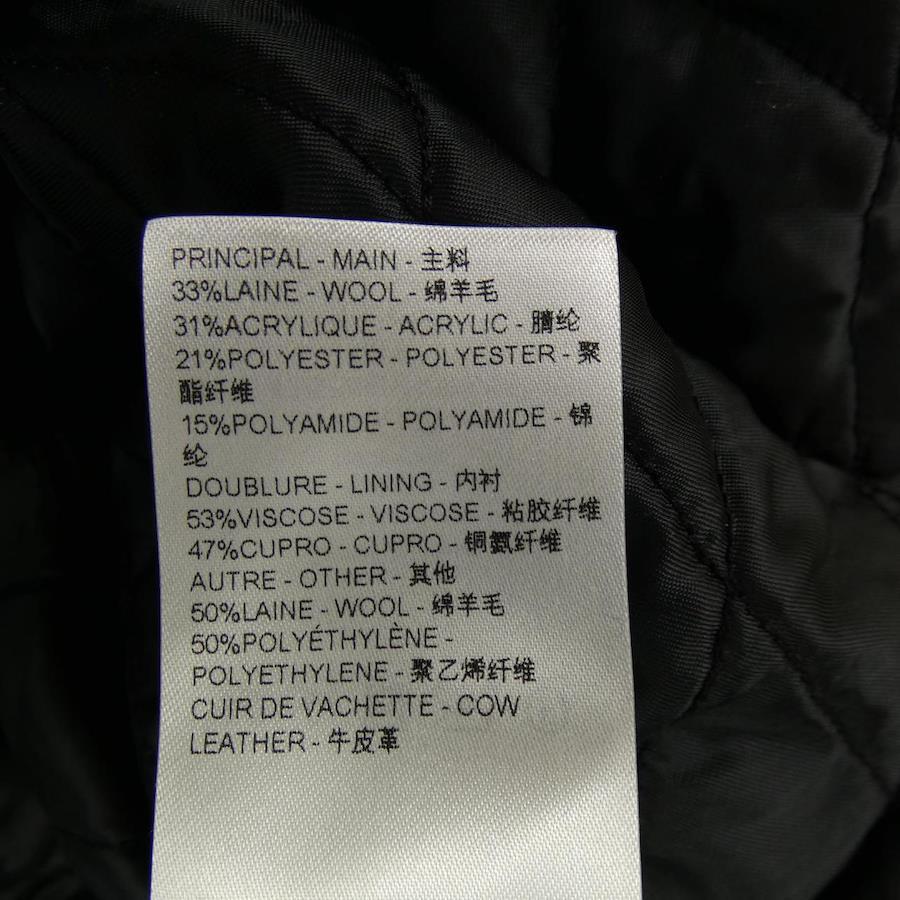 PRINCIPAL - MAIN - 主料
33%LAINE - WOOL - 绵羊毛
31%ACRYLIQUE - ACRYLIC - 腈纶
21%POLYESTER - POLYESTER - 聚
酯纤维
15%POLYAMIDE - POLYAMIDE - 锦
纶
DOUBLURE - LINING - 内衬
53%VISCOSE - VISCOSE - 粘胶纤维
47%CUPRO - CUPRO - 铜氨纤维
AUTRE - OTHER - 其他
50%LAINE - WOOL - 绵羊毛
50%POLYÉTHYLÈNE -
POLYETHYLENE - 聚乙烯纤维
CUIR DE VACHETTE - COW
LEATHER - 牛皮革